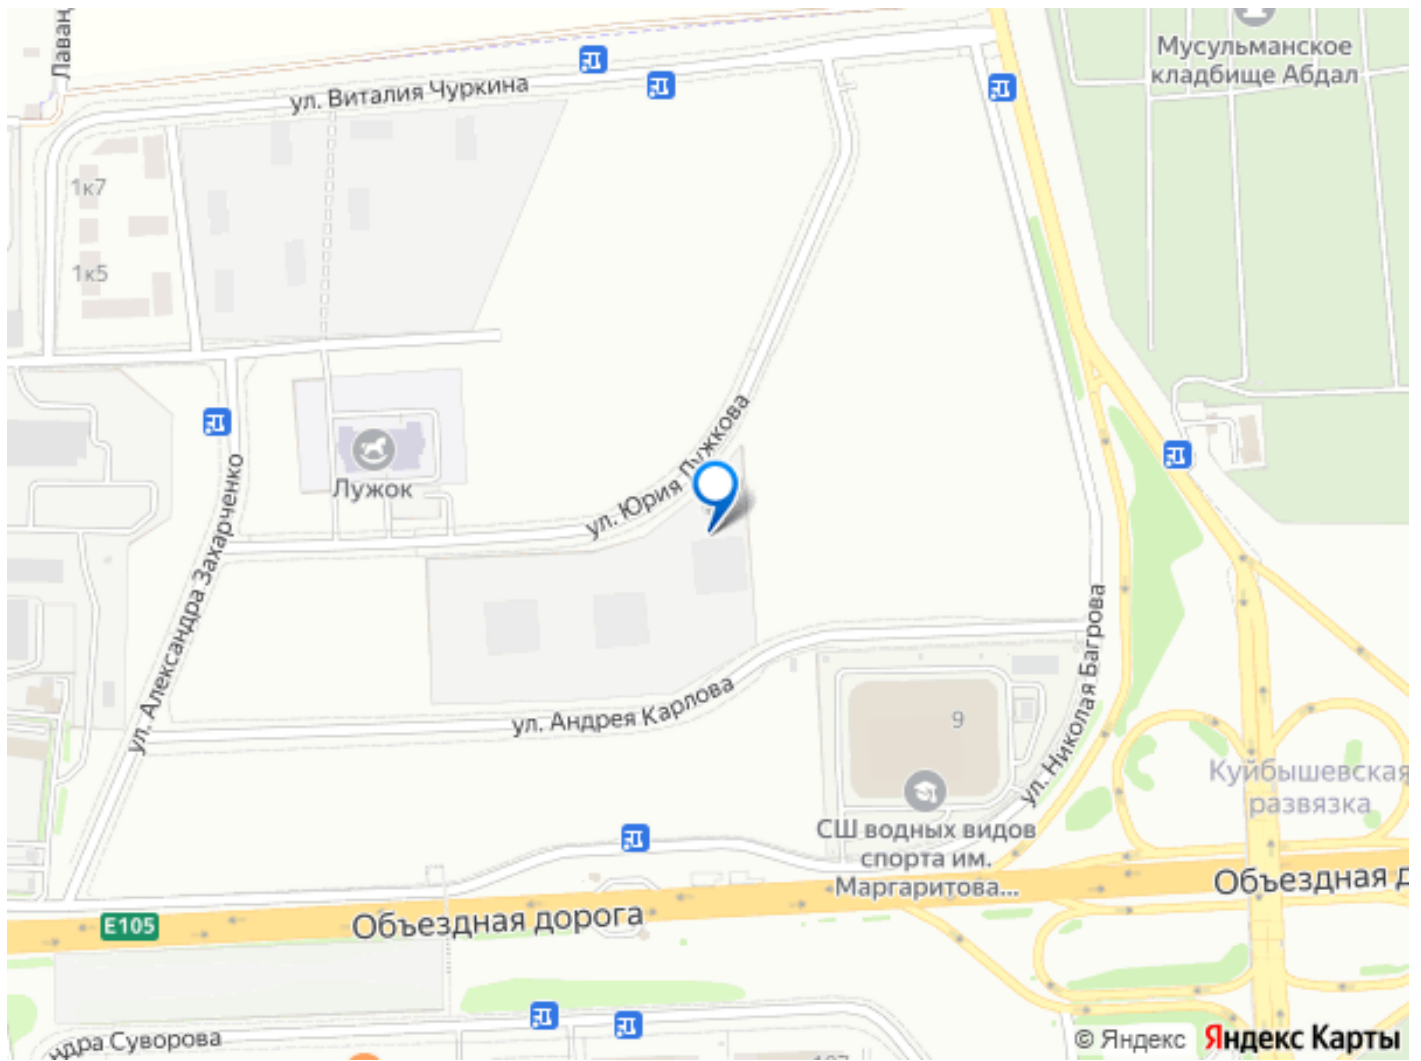 Лаванд
Мусульманское
кладбище Абдал
ул. Виталия Чуркина
1к7
1к5
Лужок
ул. Юрия Лужкова
ул. Александра Захарченко
ул. Андрея Карлова
ул. Николая Багрова
9
Куйбышевская
развязка
СШ водных видов
спорта им.
Маргаритова...
Объездная д
E105
Объездная дорога
ндра Суворова
107
© Яндекс Яндекс Карты